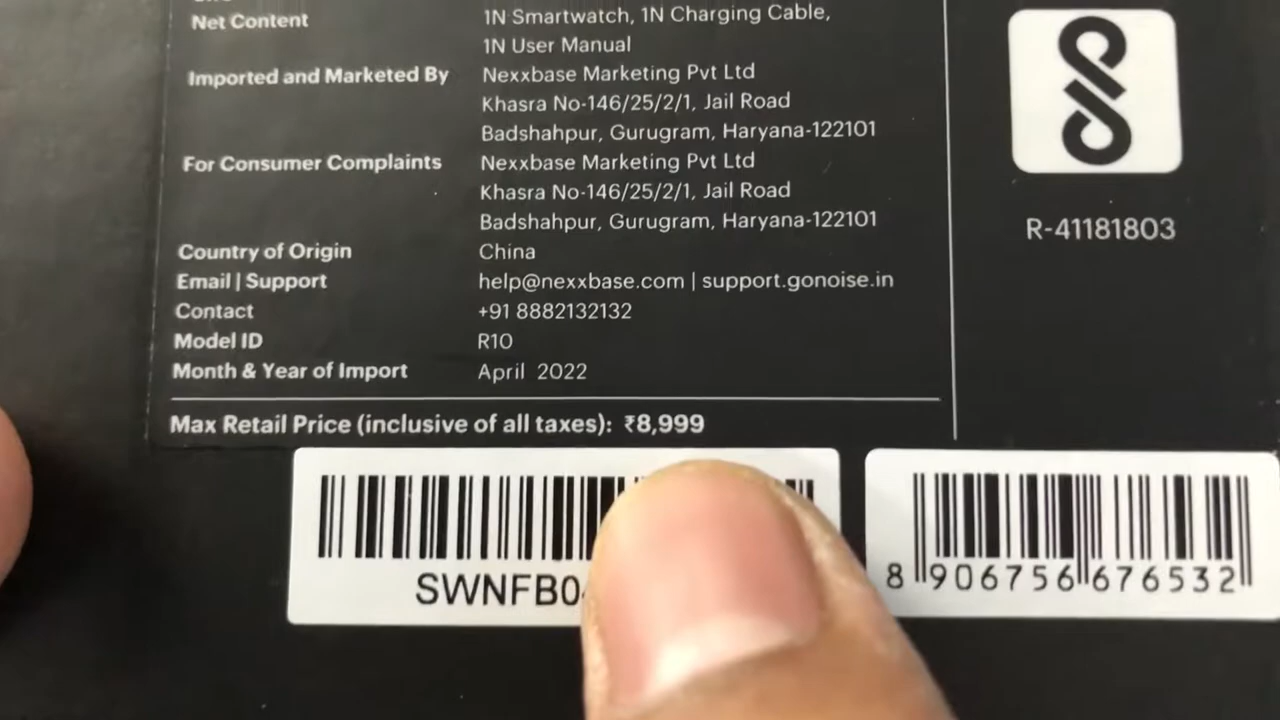 Net Content 1N Smartwatch, 1N Charging Cable,
1N User Manual
Imported and Marketed By Nexxbase Marketing Pvt Ltd
Khasra No-146/25/2/1, Jail Road
Badshahpur, Gurugram, Haryana-122101
For Consumer Complaints Nexxbase Marketing Pvt Ltd
Khasra No-146/25/2/1, Jail Road
Badshahpur, Gurugram, Haryana-122101
Country of Origin China
Email | Support help@nexxbase.com | support.gonoise.in
Contact +91 8882132132
Model ID R10
Month & Year of Import April 2022
Max Retail Price (inclusive of all taxes): ₹8,999
R-41181803
SWNFB0
8 906756 676532